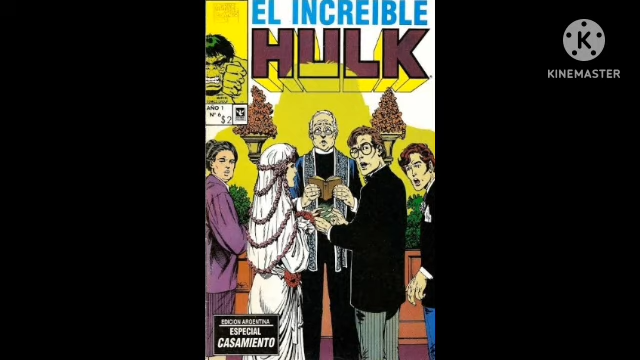 EL INCREIBLE
HULK
AÑO 1
Nº 6
$2
EDICION ARGENTINA
ESPECIAL
CASAMIENTO
KINEMASTER